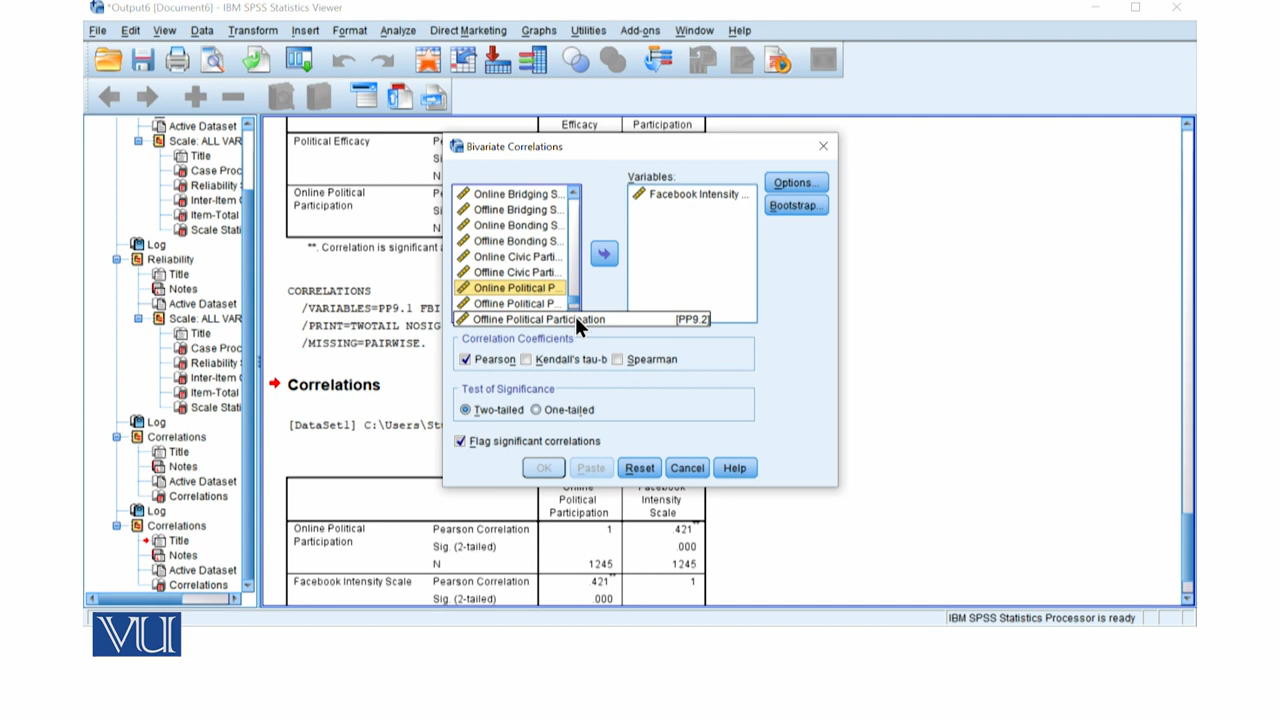 *Output6 [Document6] - IBM SPSS Statistics Viewer
File Edit View Data Transform Insert Format Analyze Direct Marketing Graphs Utilities Add-ons Window Help
Active Dataset
Scale: ALL VAR
Title
Case Proc
Reliability
Inter-Item
Item-Total
Scale Stati
Log
Reliability
Title
Notes
Active Dataset
Scale: ALL VAR
Title
Case Proc
Reliability
Inter-Item
Item-Total
Scale Stati
Log
Correlations
Title
Notes
Active Dataset
Correlations
Log
Correlations
Title
Notes
Active Dataset
Correlations
Efficacy Participation
Political Efficacy
Si
N
Online Political
Participation
Si
N
**. Correlation is significant
CORRELATIONS
/VARIABLES=PP9.1 FBI
/PRINT=TWOTAIL NOSIG
/MISSING=PAIRWISE.
Correlations
[DataSet1] C:\Users\St
Bivariate Correlations
Variables:
Online Bridging S...
Offline Bridging S...
Online Bonding S...
Offline Bonding S...
Online Civic Parti...
Offline Civic Parti...
Online Political P...
Offline Political P...
Offline Political Participation [PP9.2]
Facebook Intensity ...
Options...
Bootstrap...
Correlation Coefficients
Pearson Kendall's tau-b Spearman
Test of Significance
Two-tailed One-tailed
Flag significant correlations
OK Paste Reset Cancel Help
Online
Political
Participation
Facebook
Intensity
Scale
Online Political
Participation
Pearson Correlation 1 .421**
Sig. (2-tailed) .000
N 1245 1245
Facebook Intensity Scale Pearson Correlation .421** 1
Sig. (2-tailed) .000
IBM SPSS Statistics Processor is ready
VU